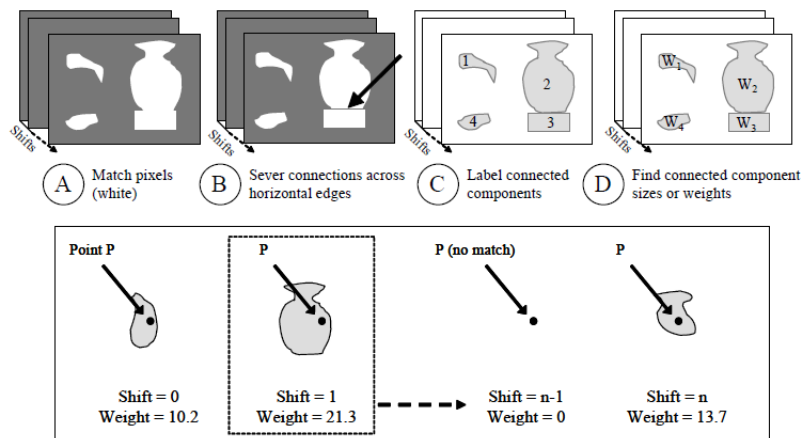 1
2
3
4
W1
W2
W3
W4
Shifts
Shifts
Shifts
Shifts
A
Match pixels
(white)
B
Sever connections across
horizontal edges
C
Label connected
components
D
Find connected component
sizes or weights
Point P
P
P (no match)
P
Shift = 0
Weight = 10.2
Shift = 1
Weight = 21.3
Shift = n-1
Weight = 0
Shift = n
Weight = 13.7